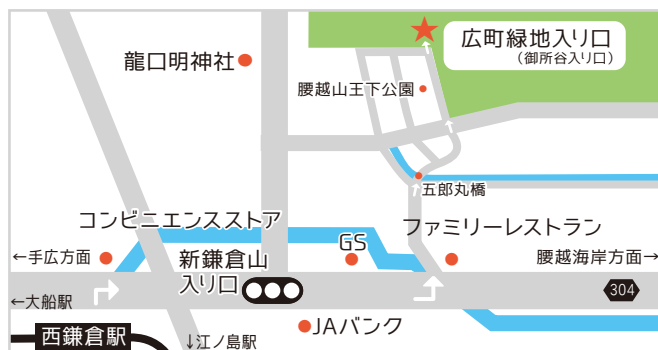 広町緑地入り口
（御所谷入り口）
龍口明神社
腰越山王下公園
五郎丸橋
コンビニエンスストア
ファミリーレストラン
GS
←手広方面
新鎌倉山
入り口
腰越海岸方面→
304
←大船駅
西鎌倉駅
↓江ノ島駅
JAバンク